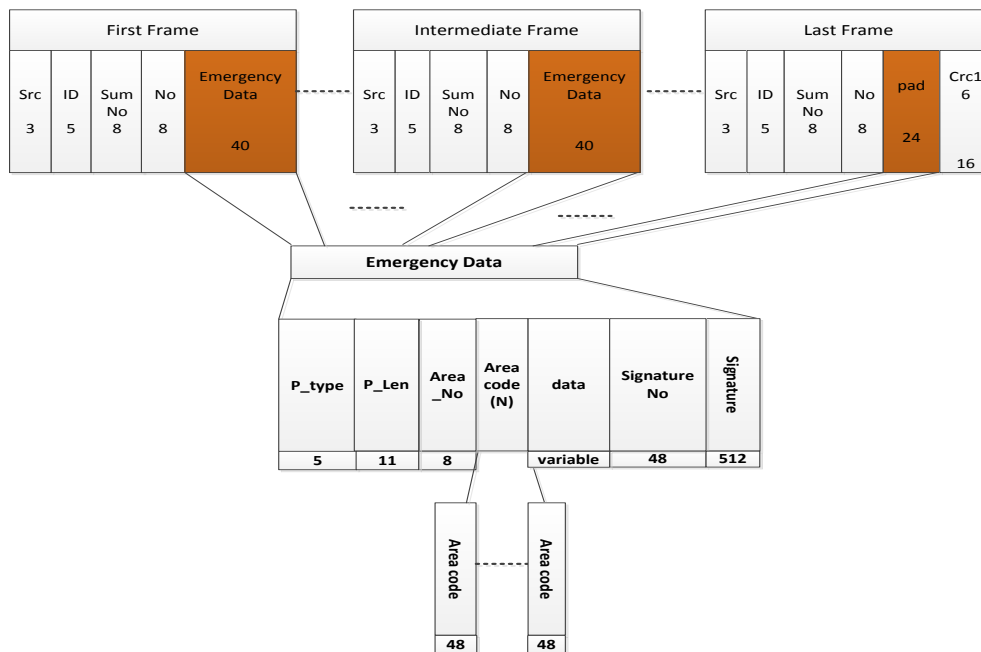 First Frame
Intermediate Frame
Last Frame
Src
3
ID
5
Sum
No
8
No
8
Emergency
Data
40
Src
3
ID
5
Sum
No
8
No
8
Emergency
Data
40
Src
3
ID
5
Sum
No
8
No
8
pad
24
Crc1
6
16
Emergency Data
P_type
P_Len
Area
_No
Area
code
(N)
data
Signature
No
Signature
5
11
8
variable
48
512
Area code
48
Area code
48